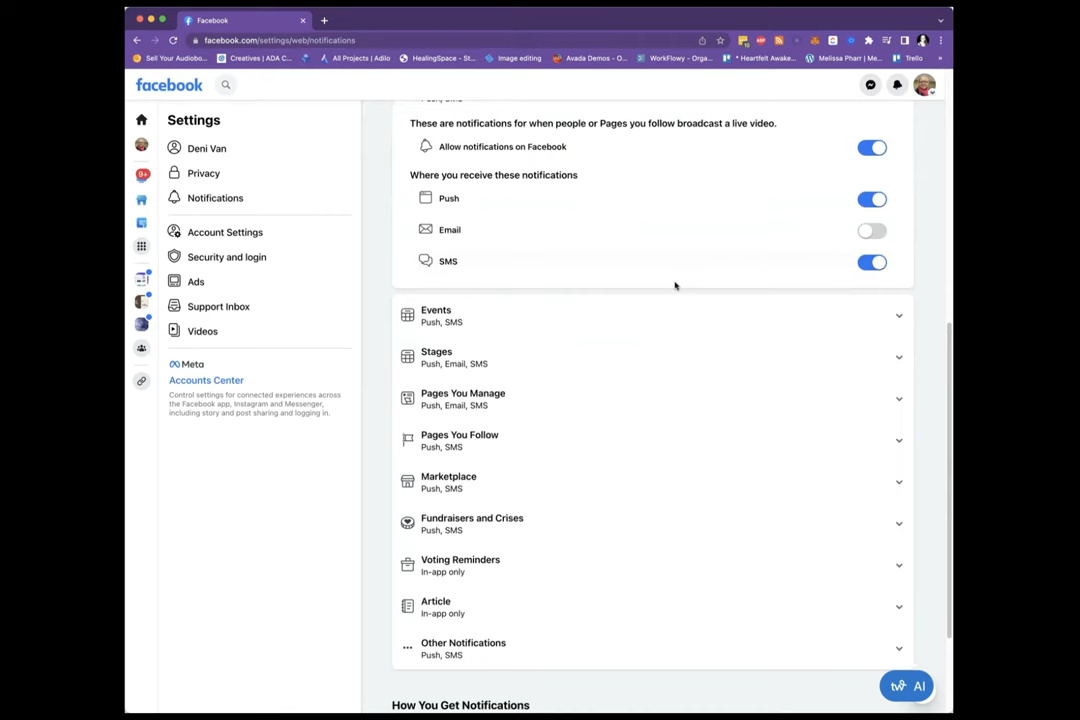 Facebook
facebook.com/settings/web/notifications
Sell Your Audiobo...
Creatives | ADA C...
All Projects | Adilo
HealingSpace - St...
Image editing
Avada Demos - O...
WorkFlowy - Orga...
* Heartfelt Awake...
Melissa Pharr | Me...
Trello
»
facebook
Settings
Deni Van
Privacy
Notifications
Account Settings
Security and login
Ads
Support Inbox
Videos
Meta
Accounts Center
Control settings for connected experiences across
the Facebook app, Instagram and Messenger,
including story and post sharing and logging in.
9+
Push, SMS
These are notifications for when people or Pages you follow broadcast a live video.
Allow notifications on Facebook
Where you receive these notifications
Push
Email
SMS
Events
Push, SMS
Stages
Push, Email, SMS
Pages You Manage
Push, Email, SMS
Pages You Follow
Push, SMS
Marketplace
Push, SMS
Fundraisers and Crises
Push, SMS
Voting Reminders
In-app only
Article
In-app only
Other Notifications
Push, SMS
How You Get Notifications
AI